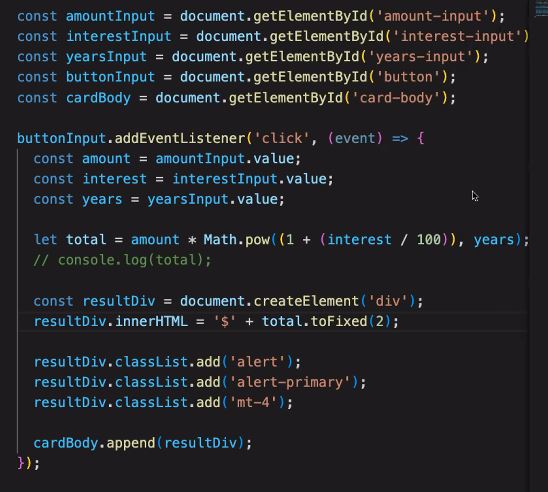 const amountInput = document.getElementById('amount-input');
const interestInput = document.getElementById('interest-input')
const yearsInput = document.getElementById('years-input');
const buttonInput = document.getElementById('button');
const cardBody = document.getElementById('card-body');

buttonInput.addEventListener('click', (event) => {
  const amount = amountInput.value;
  const interest = interestInput.value;
  const years = yearsInput.value;

  let total = amount * Math.pow((1 + (interest / 100)), years);
  // console.log(total);

  const resultDiv = document.createElement('div');
  resultDiv.innerHTML = '$' + total.toFixed(2);

  resultDiv.classList.add('alert');
  resultDiv.classList.add('alert-primary');
  resultDiv.classList.add('mt-4');

  cardBody.append(resultDiv);
});